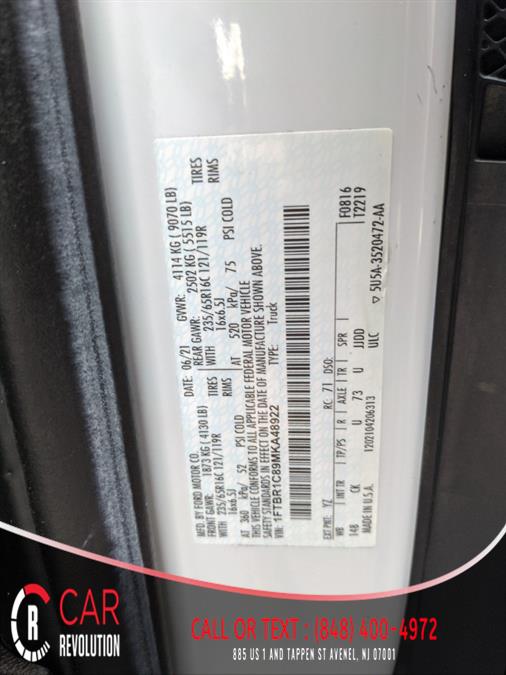 MFD. BY FORD MOTOR CO.
DATE: 06/21 GVWR: 4114 KG ( 9070 LB)
FRONT GAWR: 1873 KG ( 4130 LB) REAR GAWR: 2502 KG ( 5515 LB)
235/65R16C 121/119R TIRES WITH 235/65R16C 121/119R TIRES
16x6.5J RIMS 16x6.5J RIMS
AT 360 kPa/ 52 PSI COLD AT 520 kPa/ 75 PSI COLD
THIS VEHICLE CONFORMS TO ALL APPLICABLE FEDERAL MOTOR VEHICLE
SAFETY STANDARDS IN EFFECT ON THE DATE OF MANUFACTURE SHOWN ABOVE.
VIN: 1FTBR1C89MKA48922 TYPE: Truck
F0816
T2219
EXT PNT: YZ RC: 71 DSO:
WB INT TR TP/PS R AXLE TR SPR
148 CK U 73 U JJDD
ULC
MADE IN U.S.A. 1202104206313
▽ 5U5A-3520472-AA
R
CAR
REVOLUTION
CALL OR TEXT : (848) 400-4972
885 US 1 AND TAPPEN ST AVENEL, NJ 07001